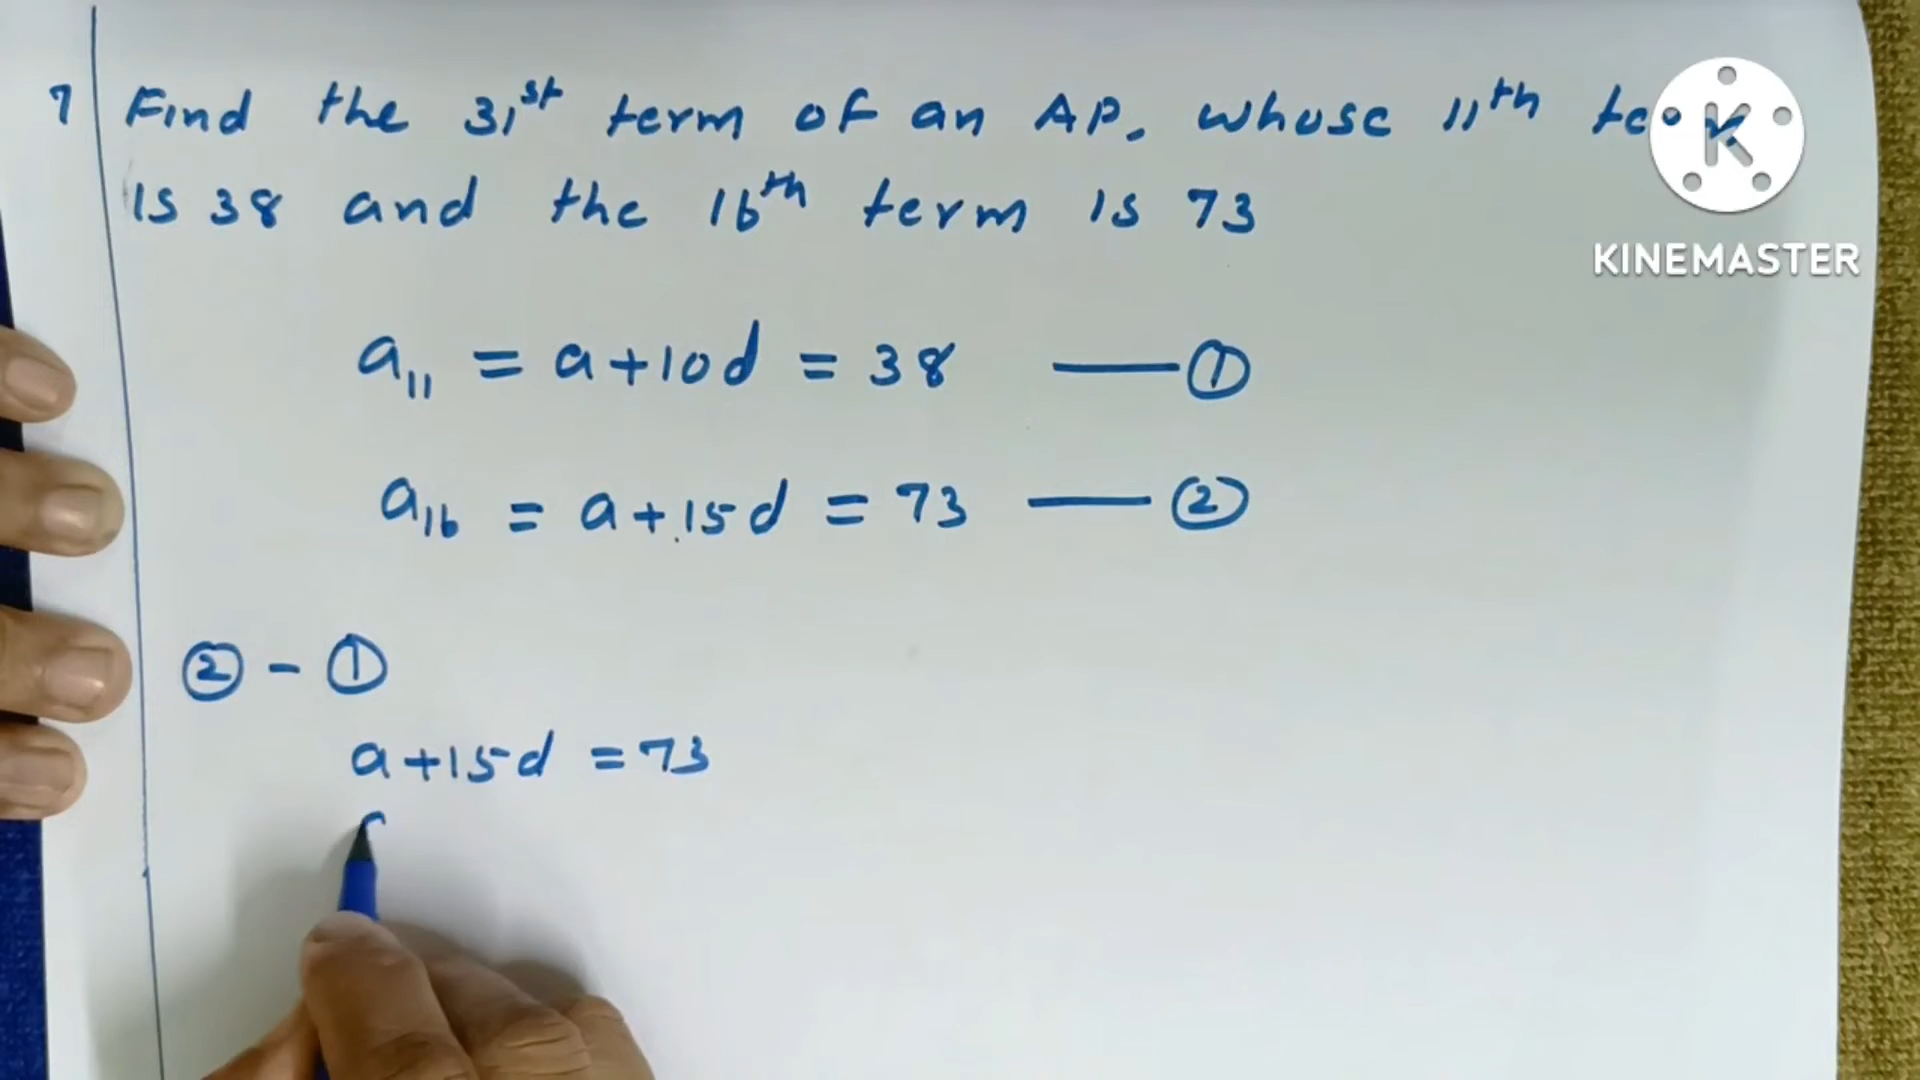 7 Find the 31st term of an AP. whose 11th
is 38 and the 16th term is 73
K
KINEMASTER
a11 = a+10d = 38 — ①
a16 = a+15d = 73 — ②
② - ①
a+15d = 73